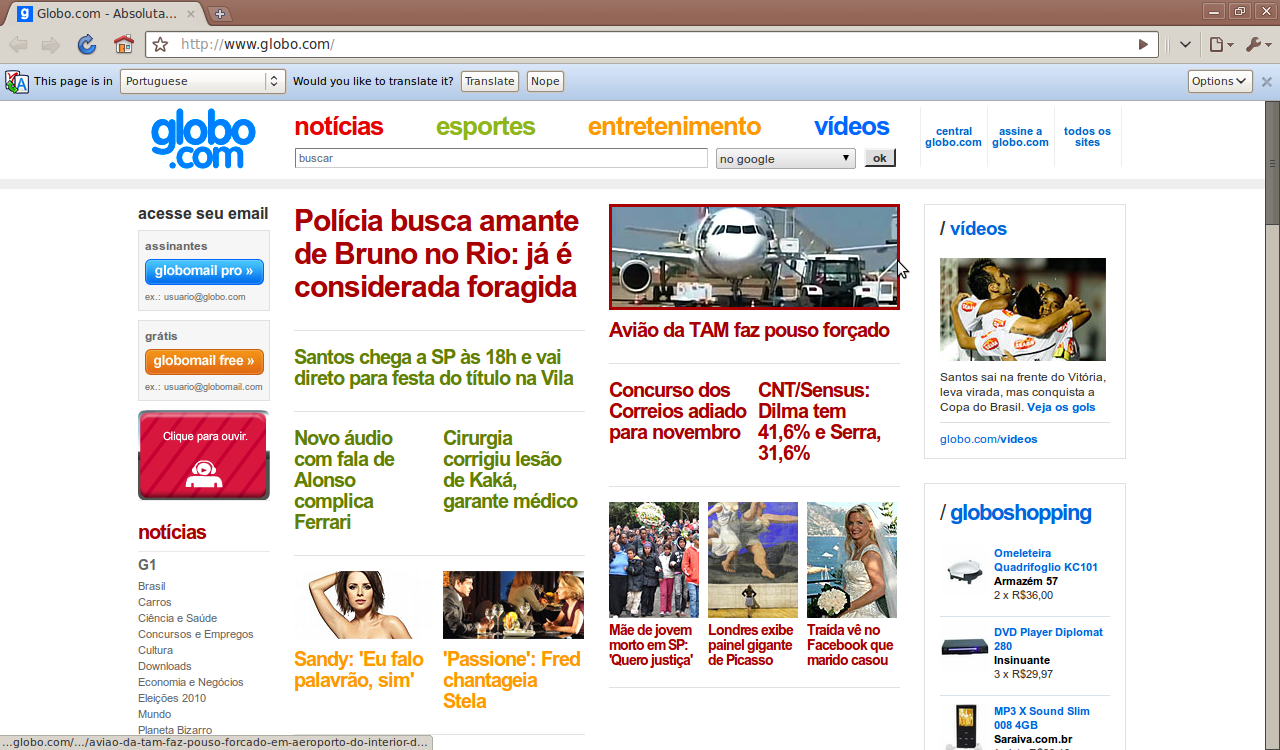 Globo.com - Absoluta...
http://www.globo.com/
This page is in
Portuguese
Would you like to translate it?
Translate
Nope
Options
globo
.com
notícias
esportes
entretenimento
vídeos
buscar
no google
ok
central
globo.com
assine a
globo.com
todos os
sites
acesse seu email
assinantes
globomail pro »
ex.: usuario@globo.com
grátis
globomail free »
ex.: usuario@globomail.com
Clique para ouvir.
notícias
G1
Brasil
Carros
Ciência e Saúde
Concursos e Empregos
Cultura
Downloads
Economia e Negócios
Eleições 2010
Mundo
Planeta Bizarro
Polícia busca amante
de Bruno no Rio: já é
considerada foragida
Santos chega a SP às 18h e vai
direto para festa do título na Vila
Novo áudio
com fala de
Alonso
complica
Ferrari
Cirurgia
corrigiu lesão
de Kaká,
garante médico
Sandy: 'Eu falo
palavrão, sim'
'Passione': Fred
chantageia
Stela
Avião da TAM faz pouso forçado
Concurso dos
Correios adiado
para novembro
CNT/Sensus:
Dilma tem
41,6% e Serra,
31,6%
Mãe de jovem
morto em SP:
'Quero justiça'
Londres exibe
painel gigante
de Picasso
Traída vê no
Facebook que
marido casou
/ vídeos
Santos sai na frente do Vitória,
leva virada, mas conquista a
Copa do Brasil. Veja os gols
globo.com/videos
/ globoshopping
Omeleteira
Quadrifoglio KC101
Armazém 57
2 x R$36,00
DVD Player Diplomat
280
Insinuante
3 x R$29,97
MP3 X Sound Slim
008 4GB
Saraiva.com.br
...globo.com/.../aviao-da-tam-faz-pouso-forcado-em-aeroporto-do-interior-d...